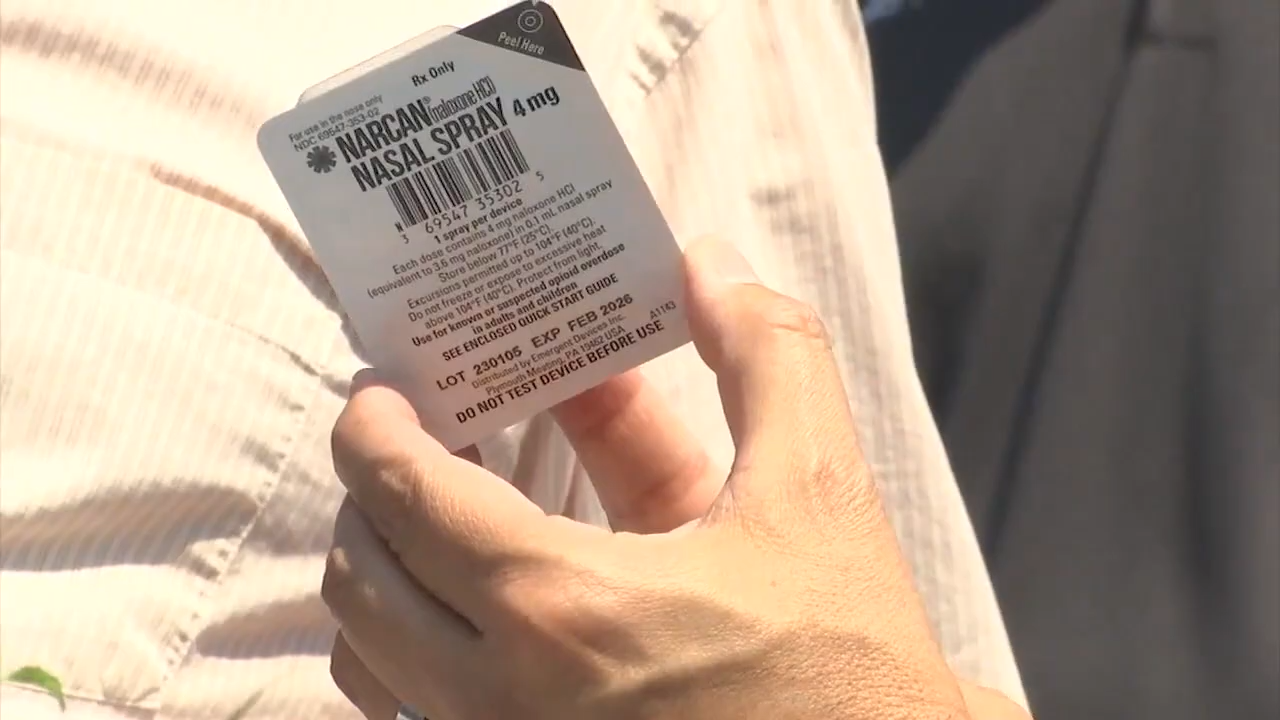 Peel Here
Rx Only
For use in the nose only
NDC 69547-353-02
NARCAN® (naloxone HCl)
NASAL SPRAY 4 mg
N 3 69547 35302 5
1 spray per device
Each dose contains 4 mg naloxone HCl
(equivalent to 3.6 mg naloxone) in 0.1 mL nasal spray
Store below 77°F (25°C).
Excursions permitted up to 104°F (40°C).
Do not freeze or expose to excessive heat
above 104°F (40°C). Protect from light.
Use for known or suspected opioid overdose
in adults and children
SEE ENCLOSED QUICK START GUIDE
LOT 230105 EXP FEB 2026
Distributed by Emergent Devices Inc.
Plymouth Meeting, PA 19462 USA A1143
DO NOT TEST DEVICE BEFORE USE